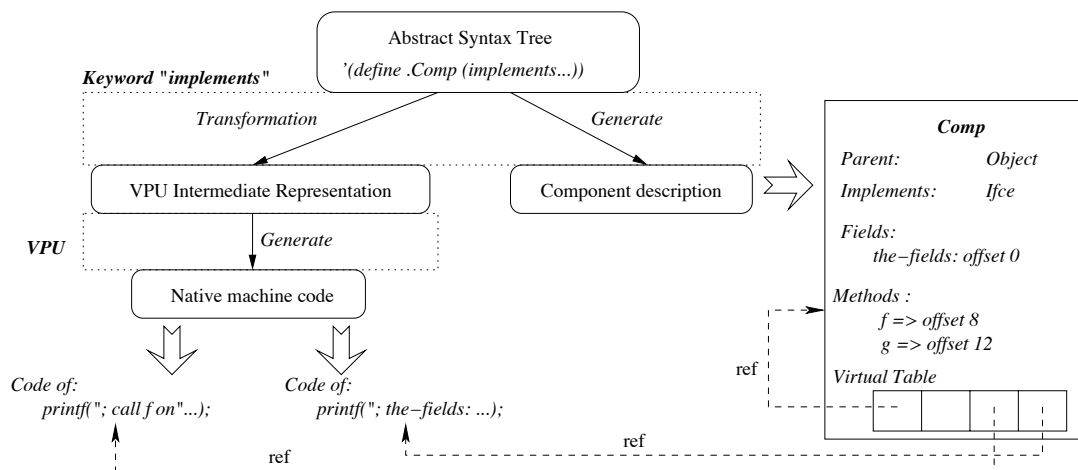 Abstract Syntax Tree
’(define .Comp (implements...))
Keyword "implements"
Transformation
Generate
VPU Intermediate Representation
Component description
VPU
Generate
Native machine code
Code of:
printf("; call f on"...);
Code of:
printf("; the−fields: ...);
ref
ref
ref
Comp
Parent: Object
Implements: Ifce
Fields:
the−fields: offset 0
Methods :
f => offset 8
g => offset 12
Virtual Table